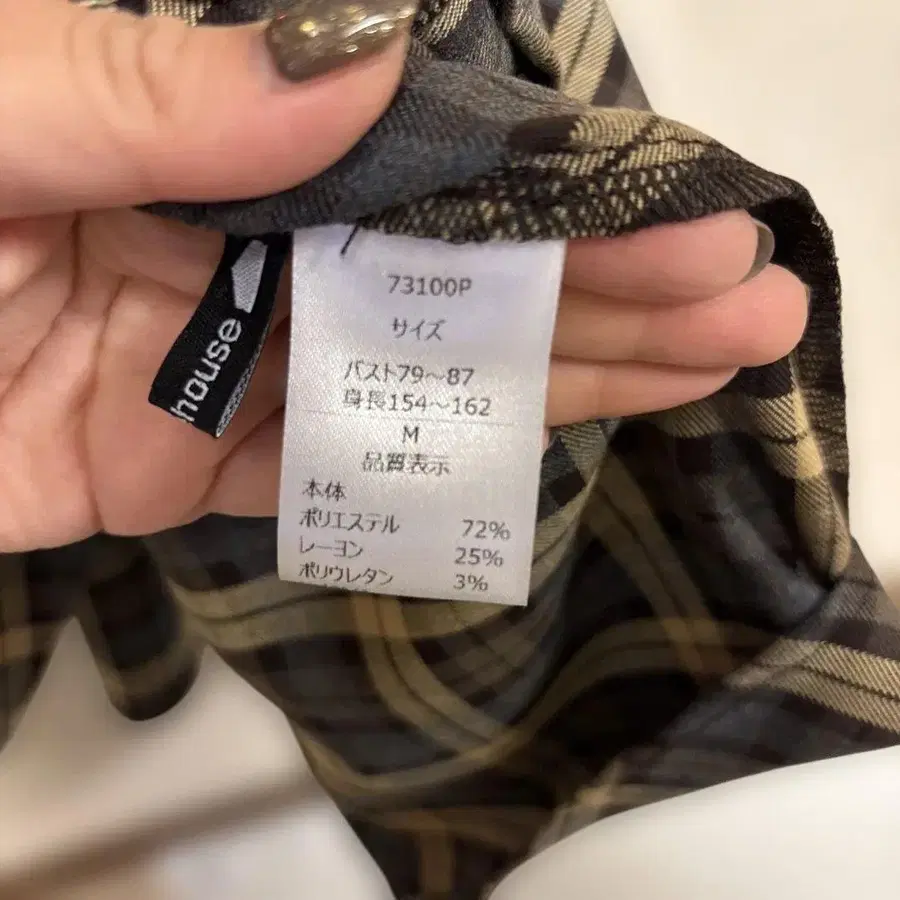 house
73100P
サイズ
バスト79～87
身長154～162
M
品質表示
本体
ポリエステル 72%
レーヨン 25%
ポリウレタン 3%